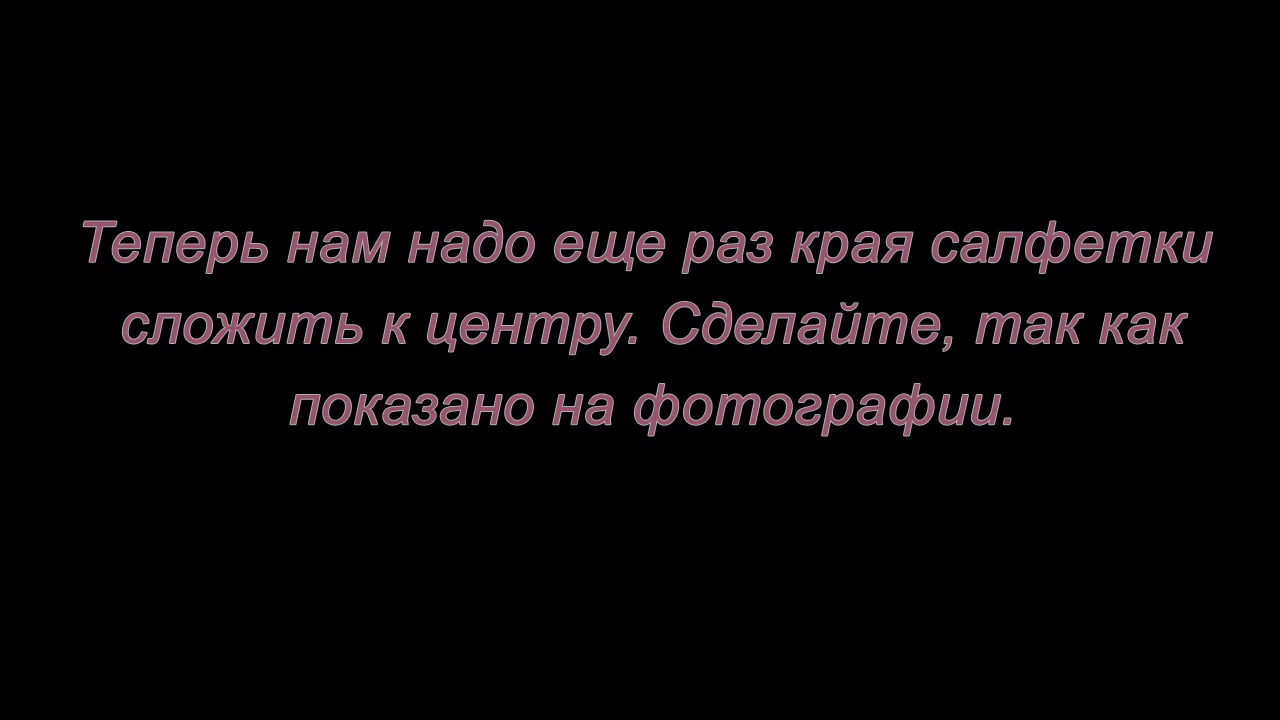 Теперь нам надо еще раз края салфетки
сложить к центру. Сделайте, так как
показано на фотографии.